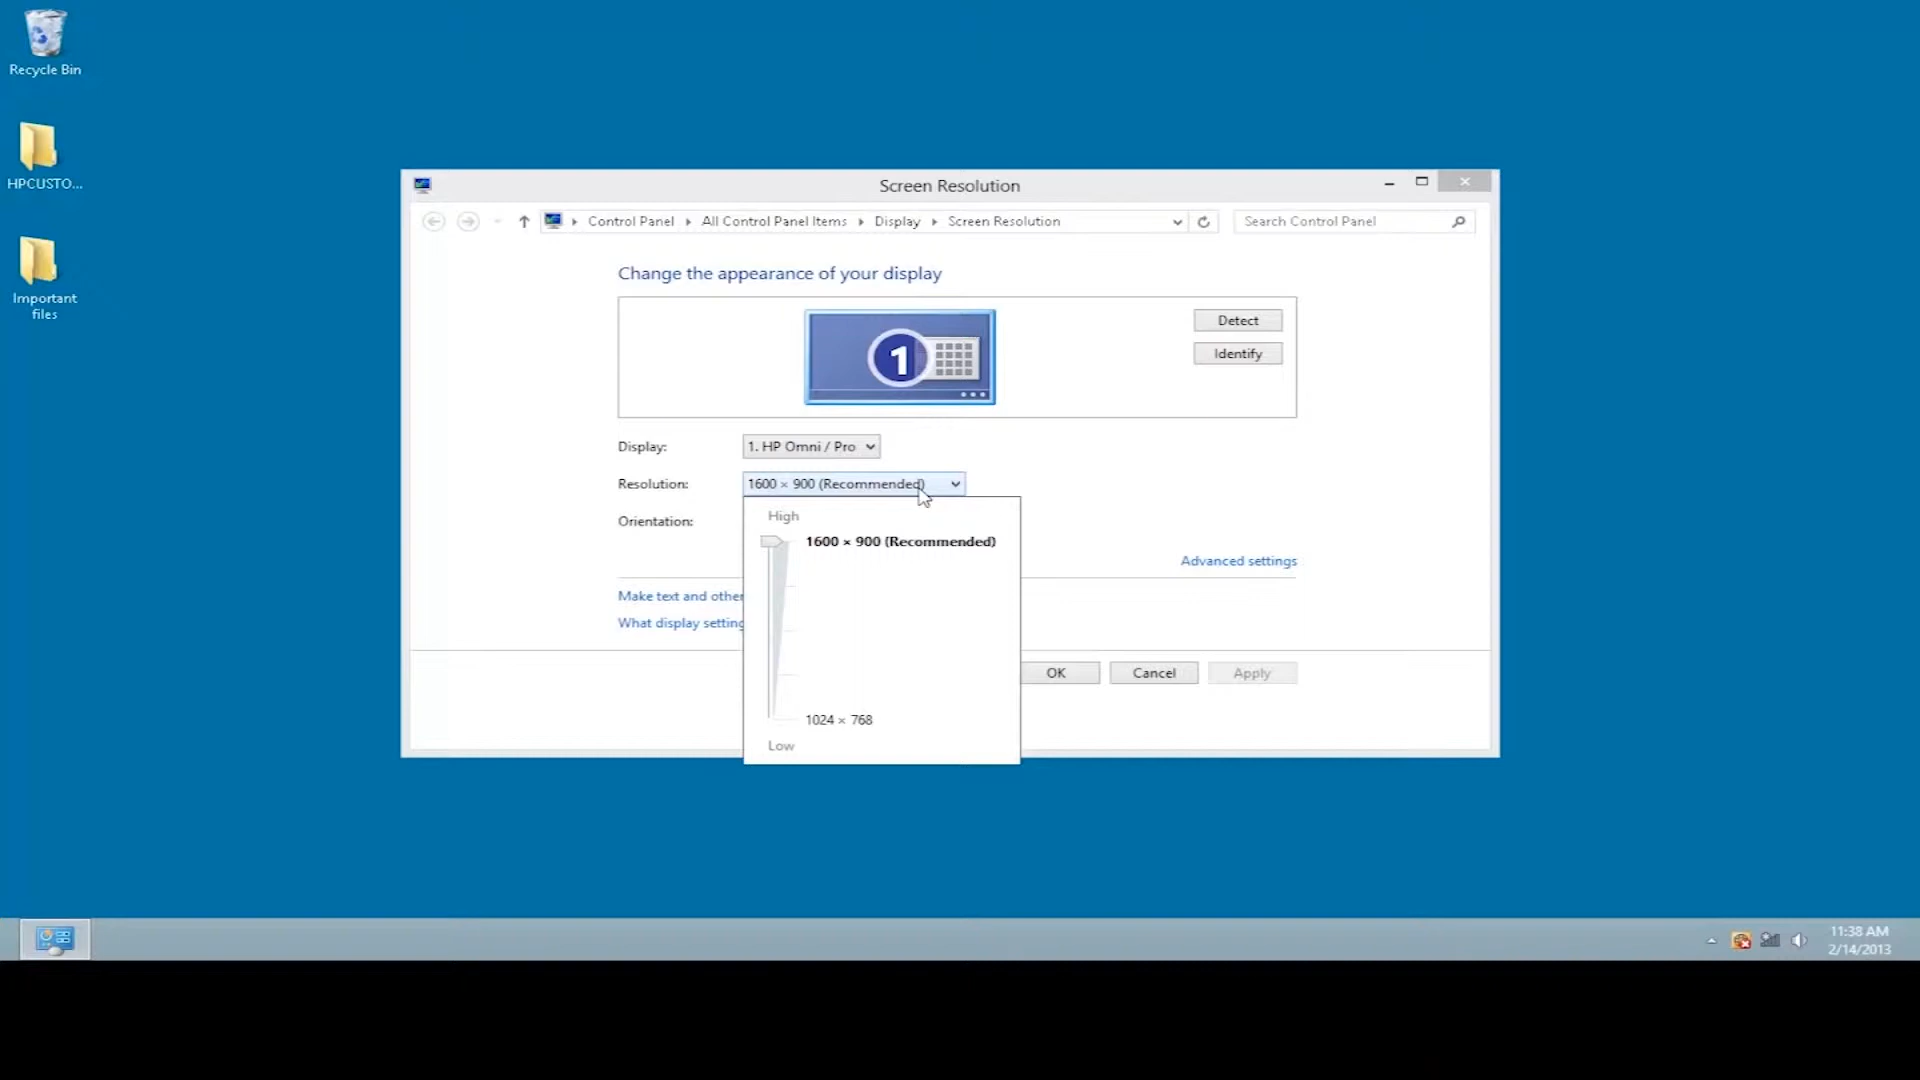 Recycle Bin
HPCUSTO...
Important
files
Screen Resolution
Control Panel
All Control Panel Items
Display
Screen Resolution
Search Control Panel
Change the appearance of your display
1
Detect
Identify
Display:
1. HP Omni / Pro
Resolution:
1600 × 900 (Recommended)
Orientation:
High
1600 × 900 (Recommended)
1024 × 768
Low
Advanced settings
Make text and other
What display setting
OK
Cancel
Apply
11:38 AM
2/14/2013